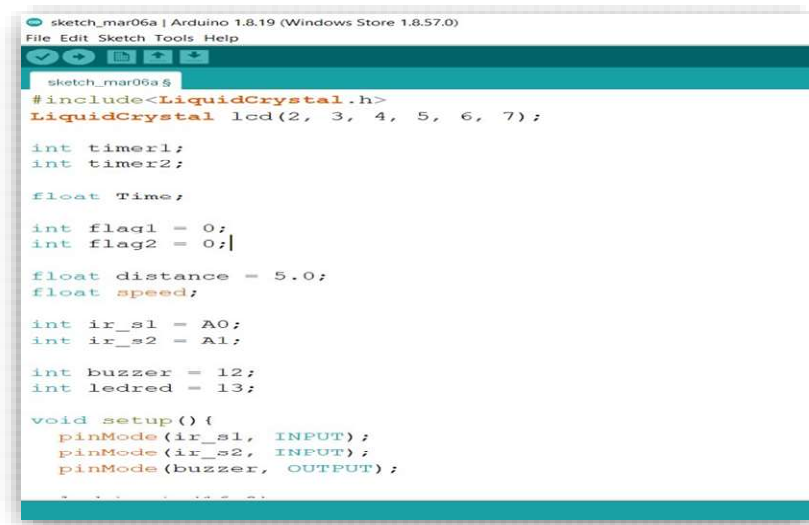 sketch_mar06a | Arduino 1.8.19 (Windows Store 1.8.57.0)
File Edit Sketch Tools Help
sketch_mar06a §
#include<LiquidCrystal.h>
LiquidCrystal lcd(2, 3, 4, 5, 6, 7);
int timer1;
int timer2;
float Time;
int flag1 = 0;
int flag2 = 0;
float distance = 5.0;
float speed;
int ir_s1 = A0;
int ir_s2 = A1;
int buzzer = 12;
int ledred = 13;
void setup(){
pinMode(ir_s1, INPUT);
pinMode(ir_s2, INPUT);
pinMode(buzzer, OUTPUT);